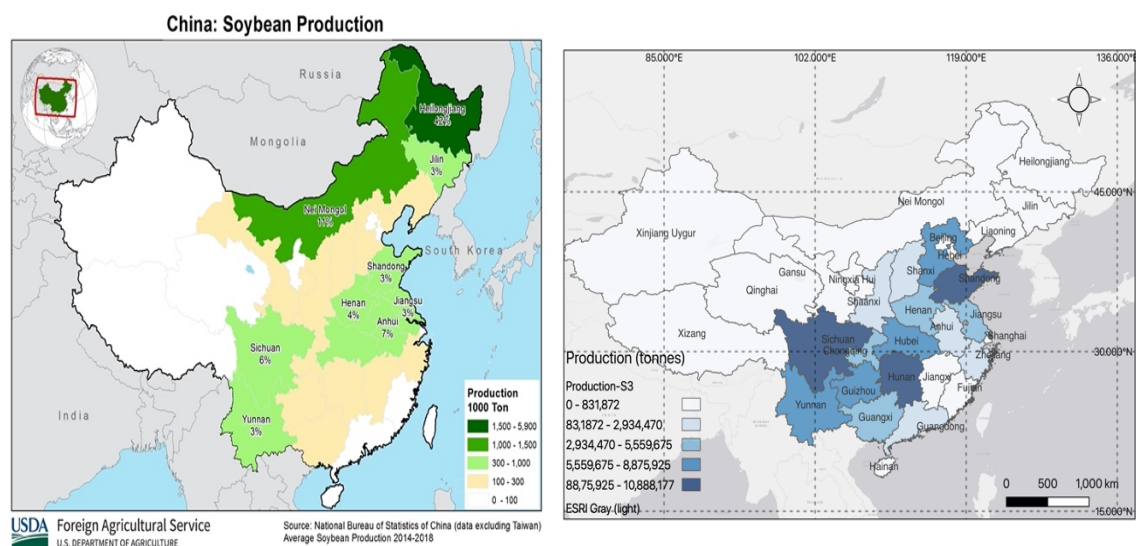 China: Soybean Production
Russia
Mongolia
Heilongjiang
42%
Jilin
3%
Nei Mongol
11%
South Korea
Shandong
3%
Henan
4%
Jiangsu
3%
Anhui
7%
Sichuan
6%
Yunnan
3%
India
Production
1000 Ton
1,500 - 5,900
1,000 - 1,500
300 - 1,000
100 - 300
0 - 100
USDA Foreign Agricultural Service
U.S. DEPARTMENT OF AGRICULTURE
Source: National Bureau of Statistics of China (data excluding Taiwan)
Average Soybean Production 2014-2018
85.000°E 102.000°E 119.000°E 136.000°E
Heilongjiang
45.000°N
Nei Mongol
Jilin
Liaoning
Beijing
Xinjiang Uygur
Hebei
Gansu
Shanxi
Shandong
Ningxia Hui
Qinghai
Shaanxi
Henan
Jiangsu
Xizang
Anhui
Shanghai
Sichuan
Chongqing
Hubei
30.000°N
Zhejiang
Hunan
Jiangxi
Guizhou
Fujian
Yunnan
Guangxi
Guangdong
Hainan
Production (tonnes)
Production-S3
0 - 831,872
83,1872 - 2,934,470
2,934,470 - 5,559,675
5,559,675 - 8,875,925
88,75,925 - 10,888,177
ESRI Gray (light)
0 500 1,000 km
15.000°N